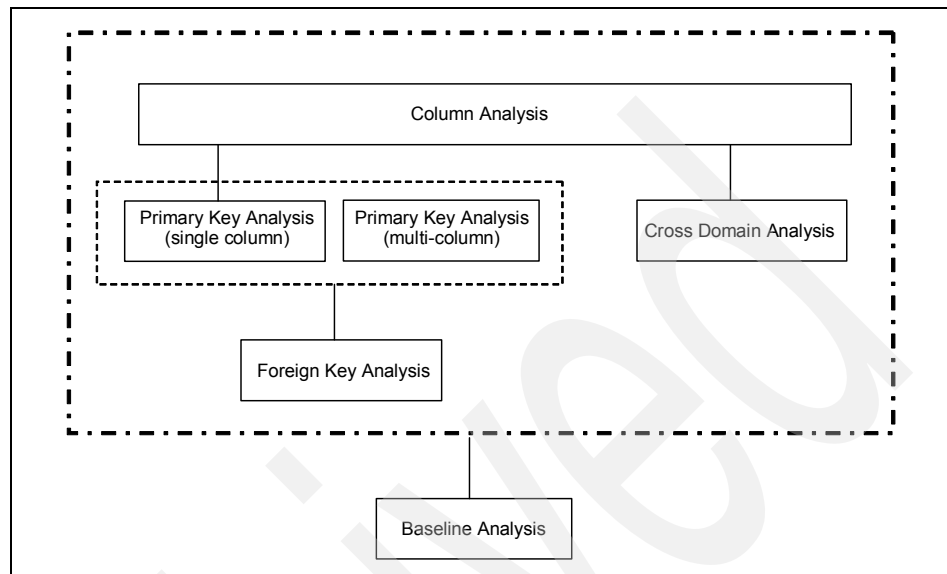 Column Analysis
Primary Key Analysis
(single column)
Primary Key Analysis
(multi-column)
Cross Domain Analysis
Foreign Key Analysis
Baseline Analysis